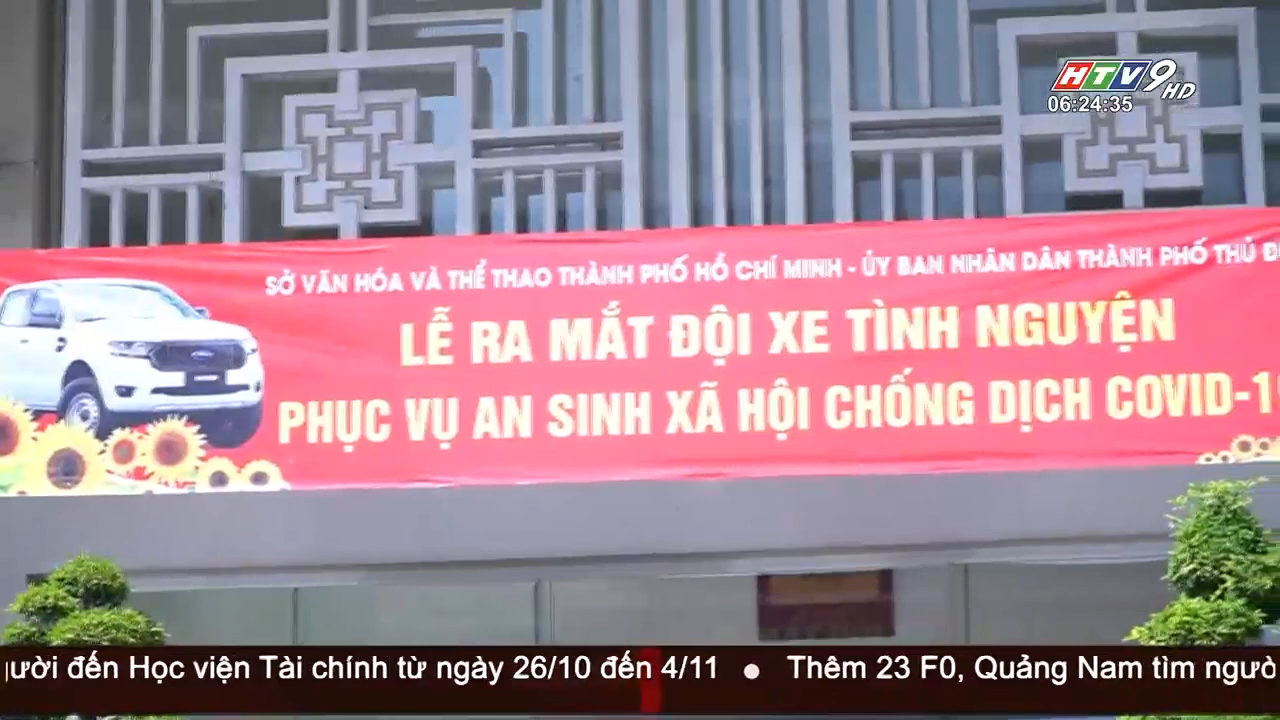 HTV9 HD
06:24:35
SỞ VĂN HÓA VÀ THỂ THAO THÀNH PHỐ HỒ CHÍ MINH - ỦY BAN NHÂN DÂN THÀNH PHỐ THỦ
LỄ RA MẮT ĐỘI XE TÌNH NGUYỆN
PHỤC VỤ AN SINH XÃ HỘI CHỐNG DỊCH COVID-1
đến Học viện Tài chính từ ngày 26/10 đến 4/11 ● Thêm 23 F0, Quảng Nam tìm